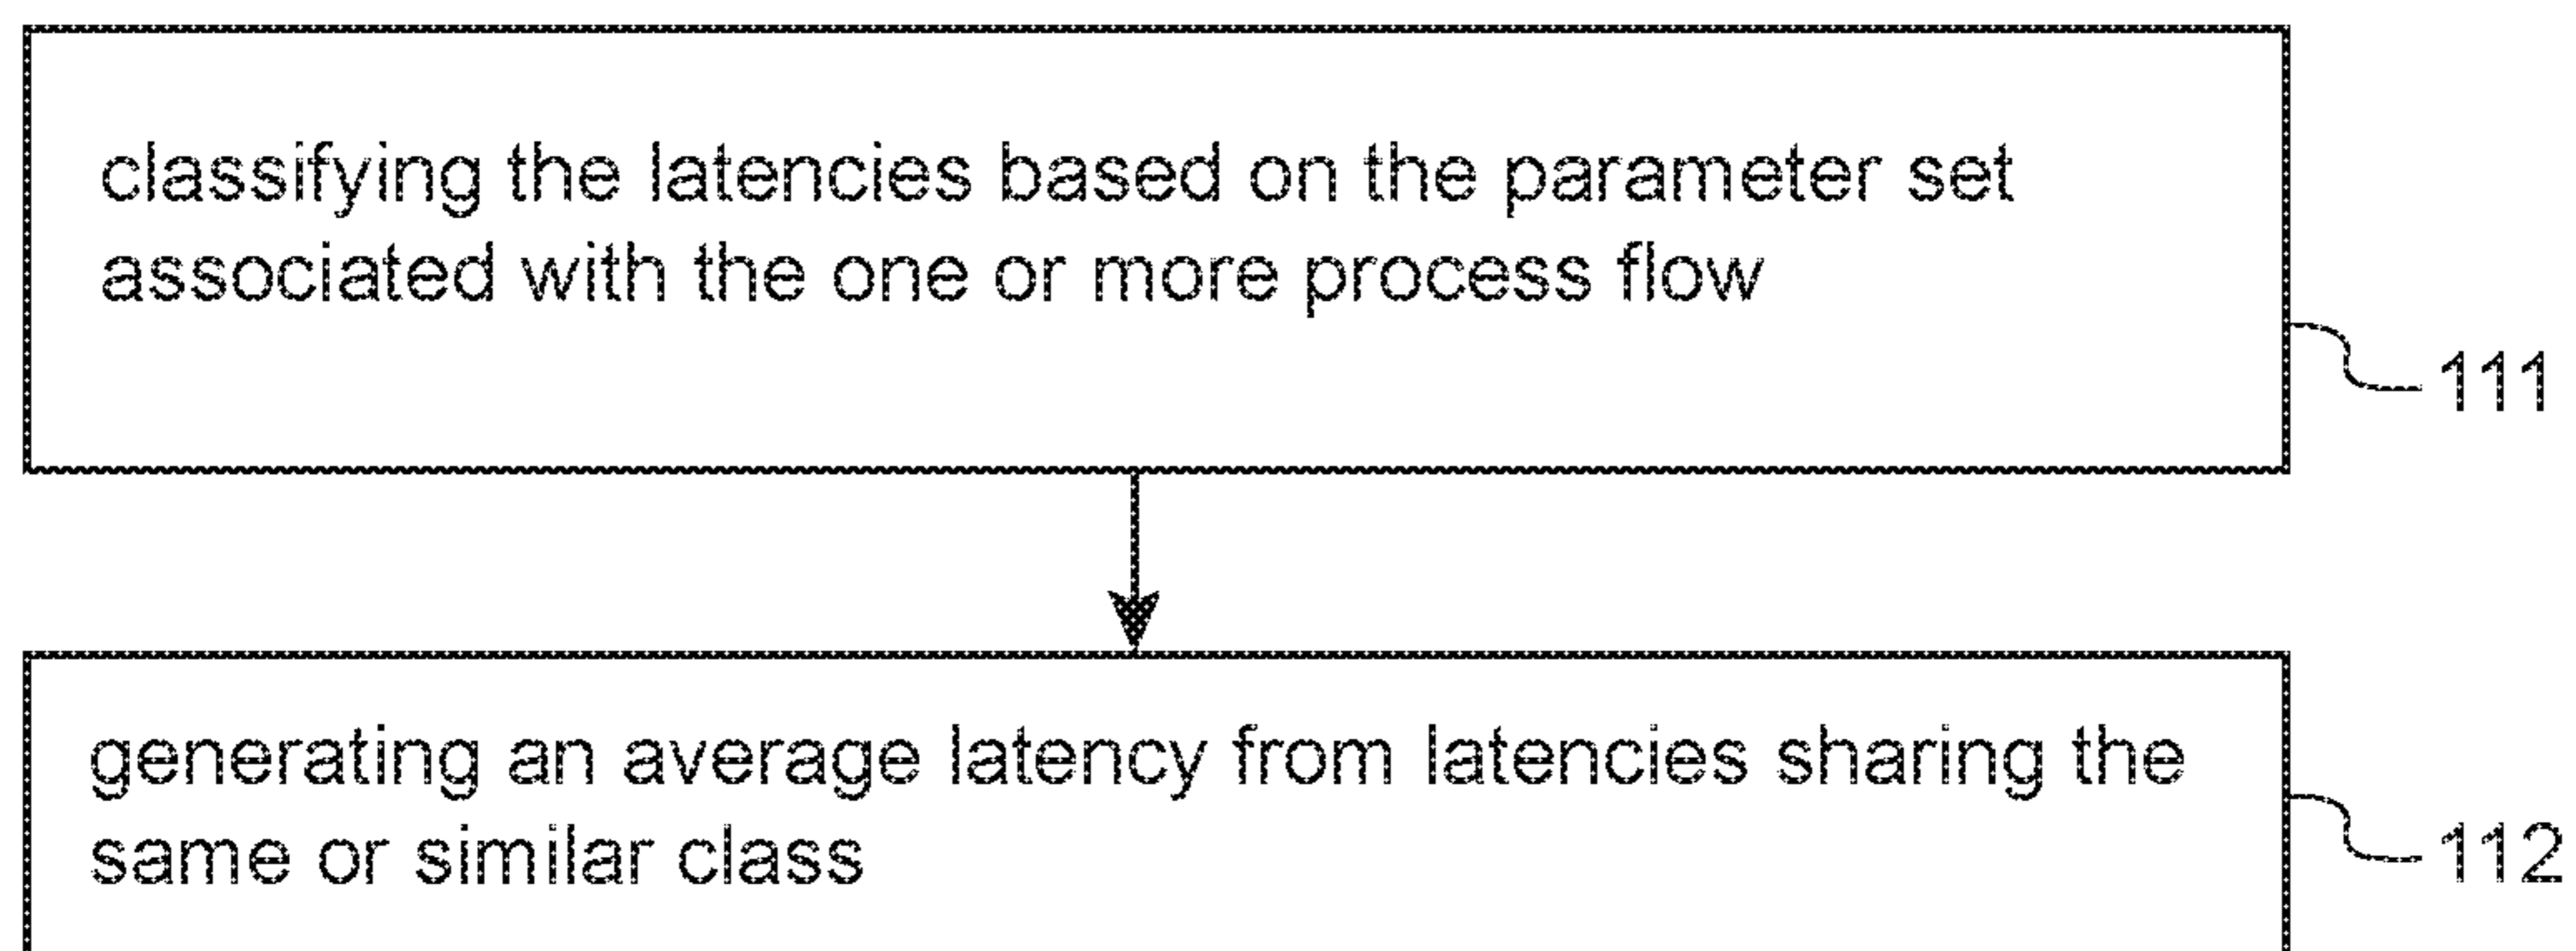 classifying the latencies based on the parameter set
associated with the one or more process flow
111
generating an average latency from latencies sharing the
same or similar class
112